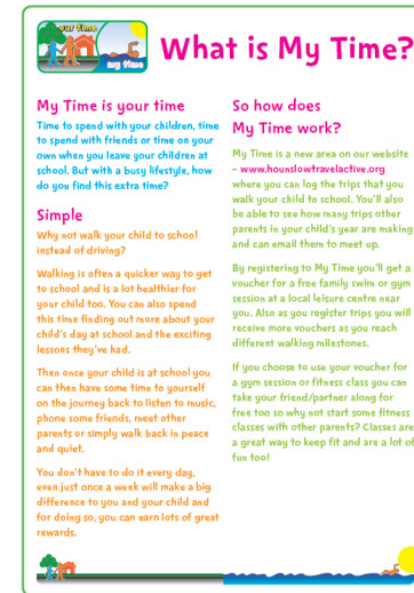 our time
my time
What is My Time?
My Time is your time
Time to spend with your children, time
to spend with friends or time on your
own when you leave your children at
school. But with a busy lifestyle, how
do you find this extra time?
Simple
Why not walk your child to school
instead of driving?
Walking is often a quicker way to get
to school and is a lot healthier for
your child too. You can also spend
this time finding out more about your
child's day at school and the exciting
lessons they've had.
Then once your child is at school you
can then have some time to yourself
on the journey back to listen to music,
phone some friends, meet other
parents or simply walk back in peace
and quiet.
You don't have to do it every day,
even just once a week will make a big
difference to you and your child and
for doing so, you can earn lots of great
rewards.
So how does
My Time work?
My Time is a new area on our website
– www.hounslowtravelactive.org
where you can log the trips that you
walk your child to school. You'll also
be able to see how many trips other
parents in your child's year are making
and can email them to meet up.
By registering to My Time you'll get a
voucher for a free family swim or gym
session at a local leisure centre near
you. Also as you register trips you will
receive more vouchers as you reach
different walking milestones.
If you choose to use your voucher for
a gym session or fitness class you can
take your friend/partner along for
free too so why not start some fitness
classes with other parents? Classes are
a great way to keep fit and are a lot of
fun too!